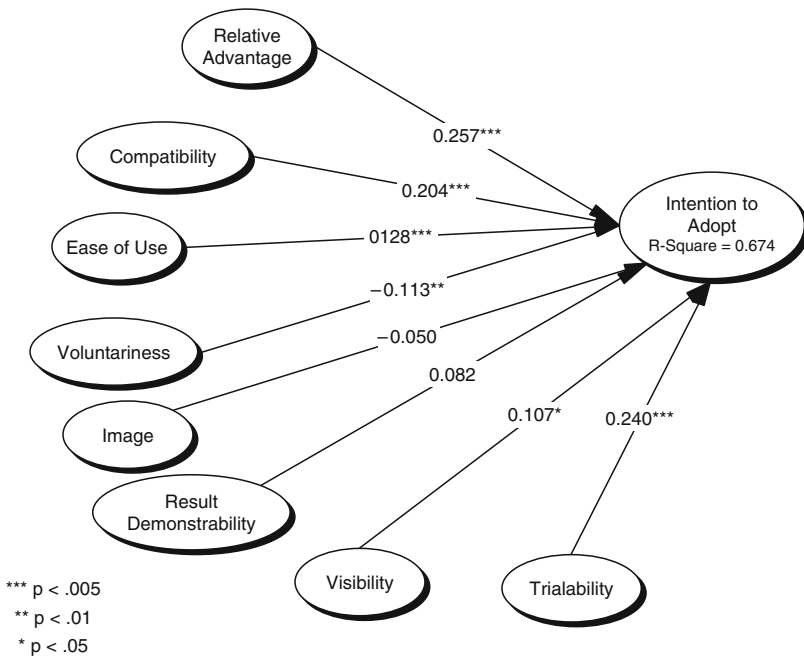 Relative
Advantage
0.257***
Compatibility
0.204***
Intention to
Adopt
R-Square = 0.674
Ease of Use
0128***
−0.113**
Voluntariness
−0.050
0.082
Image
0.107*
0.240***
Result
Demonstrability
Visibility
Trialability
*** p < .005
** p < .01
* p < .05